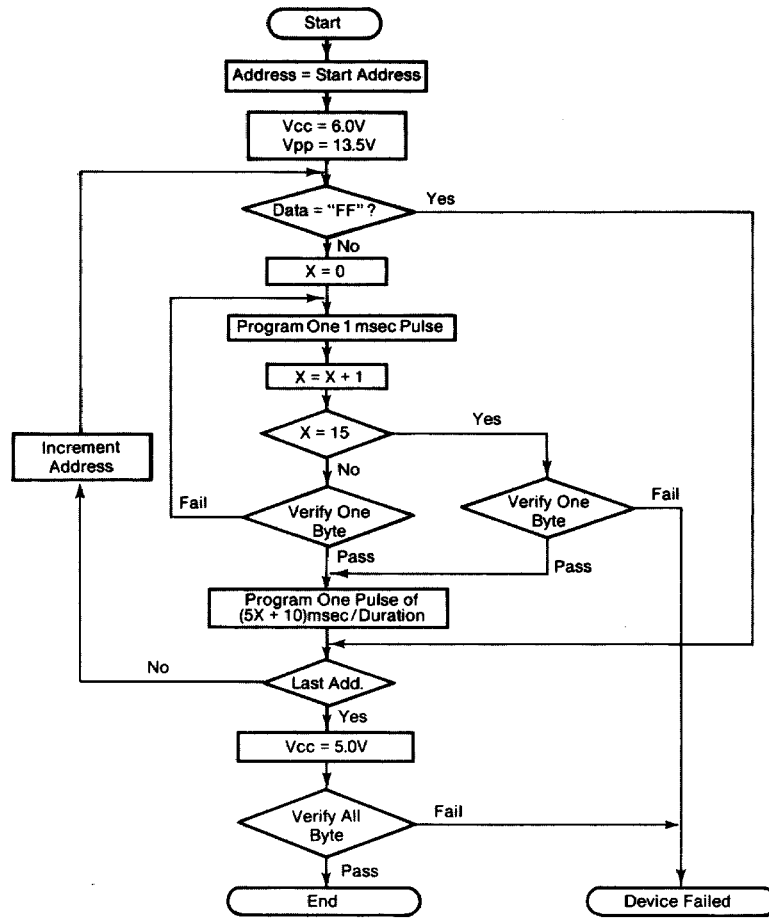 Start
Address = Start Address
Vcc = 6.0V
Vpp = 13.5V
Data = "FF" ?
Yes
No
X = 0
Program One 1 msec Pulse
X = X + 1
X = 15
Yes
No
Increment
Address
Fail
Verify One
Byte
Verify One
Byte
Fail
Pass
Pass
Program One Pulse of
(5X + 10)msec/Duration
No
Last Add.
Yes
Vcc = 5.0V
Verify All
Byte
Fail
Pass
End
Device Failed